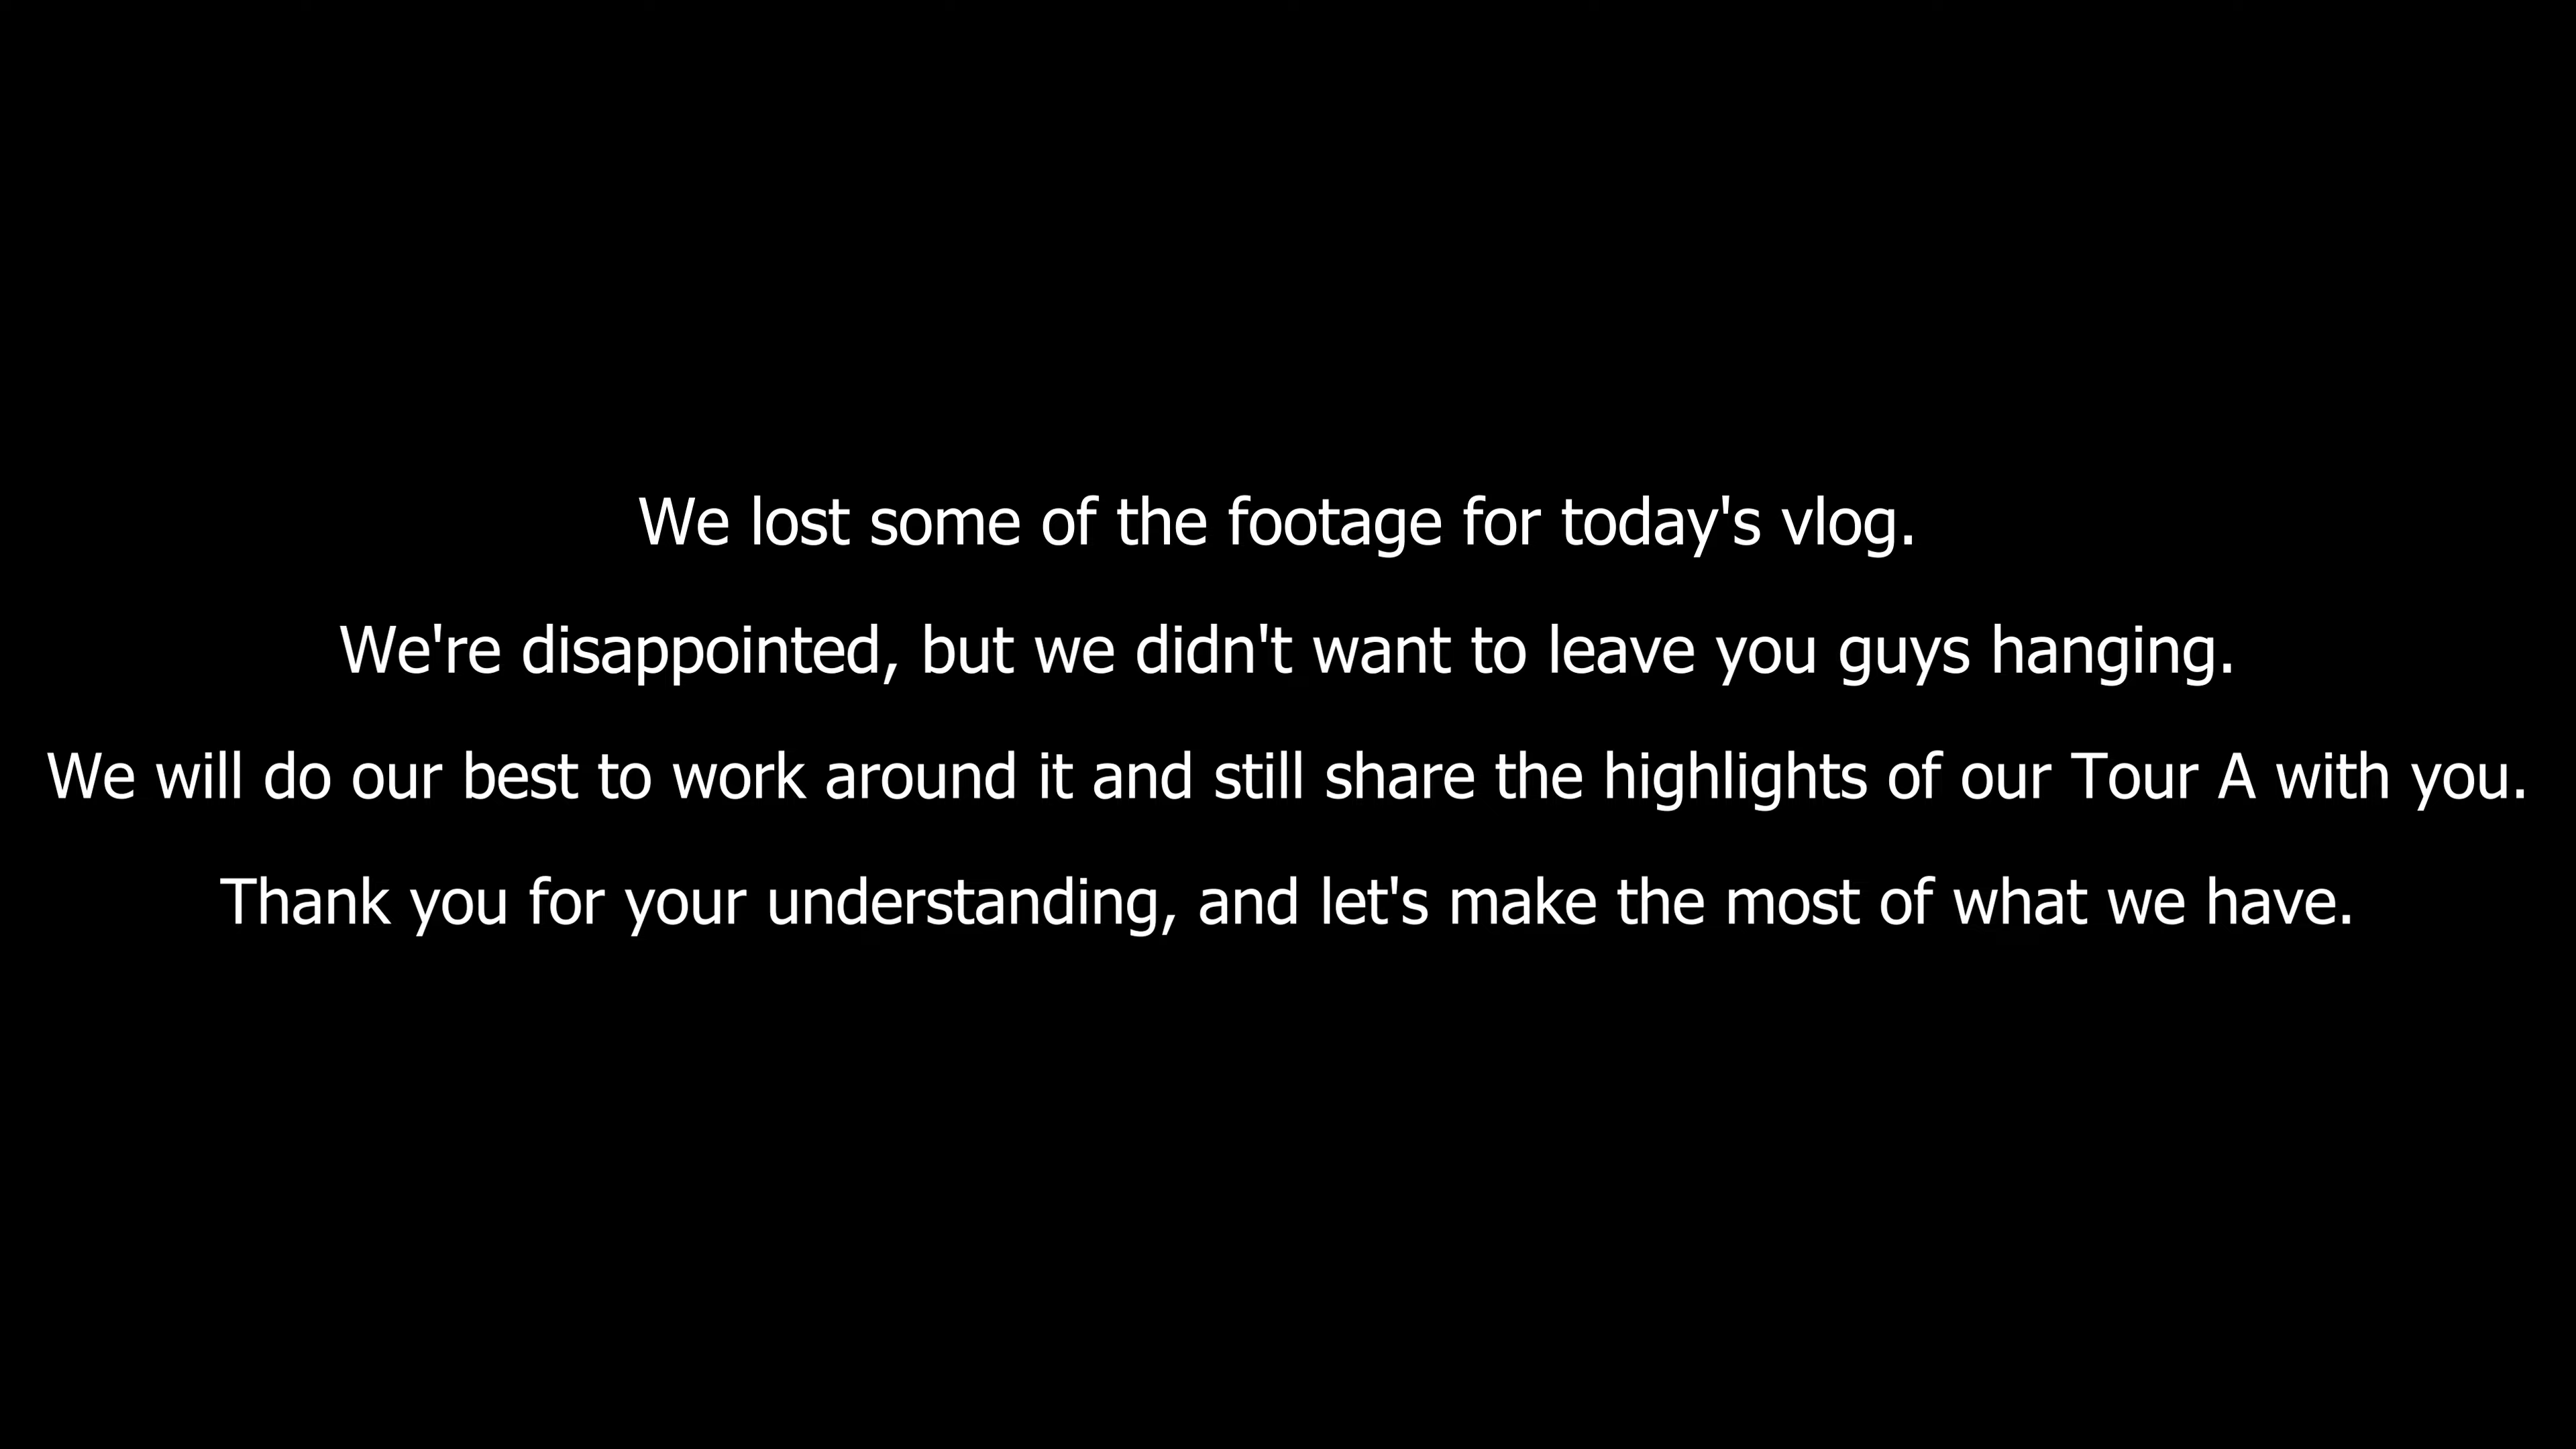 We lost some of the footage for today's vlog.
We're disappointed, but we didn't want to leave you guys hanging.
We will do our best to work around it and still share the highlights of our Tour A with you.
Thank you for your understanding, and let's make the most of what we have.